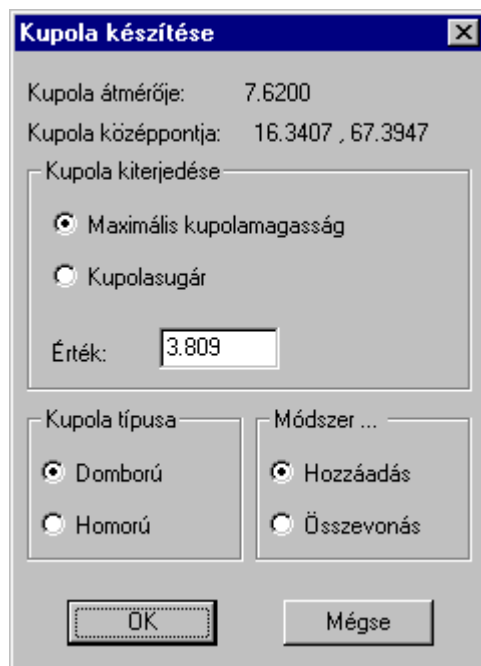 Kupola készítése
Kupola átmérője: 7.6200
Kupola középpontja: 16.3407 , 67.3947
Kupola kiterjedése
Maximális kupolamagasság
Kupolasugár
Érték: 3.809
Kupola típusa
Domború
Homorú
Módszer ...
Hozzáadás
Összevonás
OK Mégse